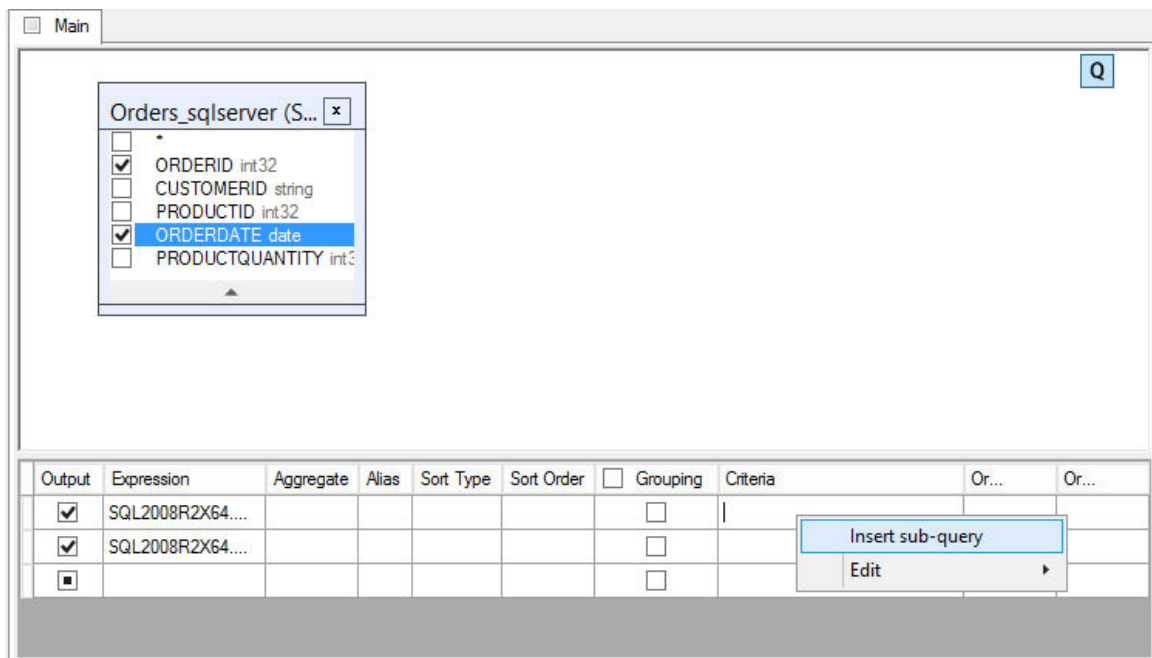 Main
Q
Orders_sqlserver (S... x
*
ORDERID int32
CUSTOMERID string
PRODUCTID int32
ORDERDATE date
PRODUCTQUANTITY int3
Output Expression Aggregate Alias Sort Type Sort Order Grouping Criteria Or... Or...
SQL2008R2X64....
Insert sub-query
SQL2008R2X64....
Edit